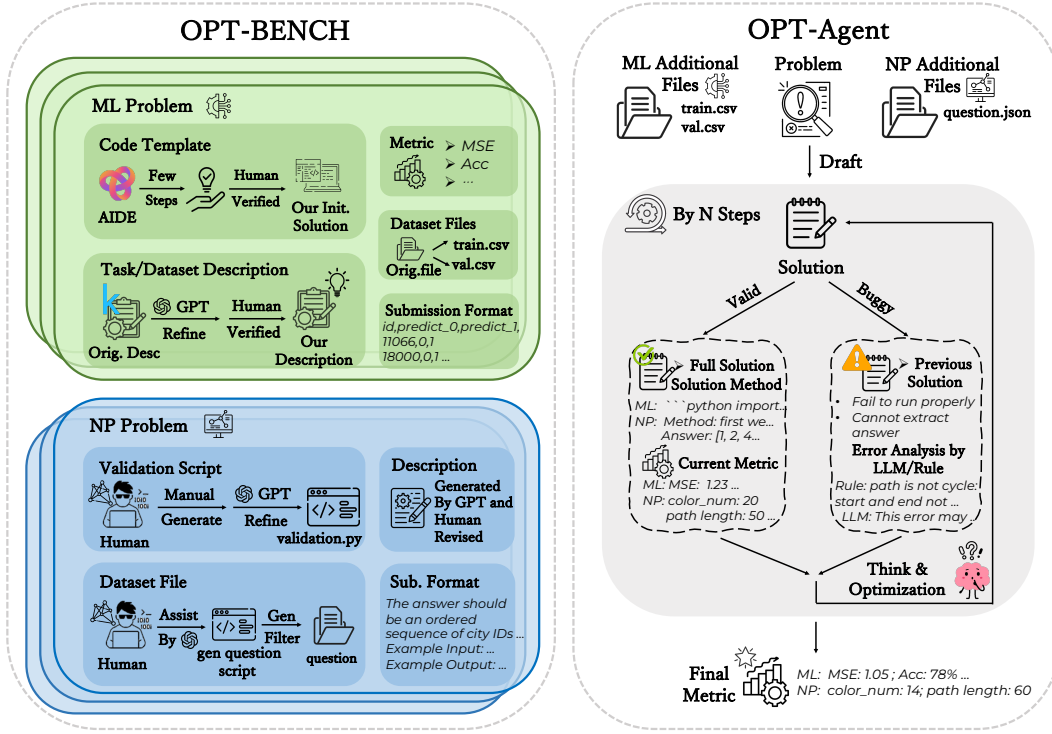 OPT-BENCH
ML Problem
Code Template
AIDE
Few
Steps
Human
Verified
Our Init.
Solution
Metric
➢ MSE
➢ Acc
➢ ...
Dataset Files
Orig.file
train.csv
val.csv
Task/Dataset Description
k
Orig. Desc
GPT
Refine
Human
Verified
Our
Description
Submission Format
id,predict_0,predict_1,
11066,0,1
18000,0,1 ...
NP Problem
Validation Script
Human
Manual
Generate
GPT
Refine
</>
validation.py
Description
Generated
By GPT and
Human
Revised
Dataset File
Human
Assist
By
</>
gen question
script
Gen
Filter
question
Sub. Format
The answer should
be an ordered
sequence of city IDs ...
Example Input: ...
Example Output: ...
OPT-Agent
ML Additional
Files
train.csv
val.csv
Problem
NP Additional
Files
question.json
Draft
By N Steps
Solution
Valid
Buggy
➢ Full Solution
Solution Method
ML: ```python import...
NP: Method: first we...
Answer: [1, 2, 4...
Current Metric
ML: MSE: 1.23 ...
NP: color_num: 20
path length: 50 ...
➢ Previous
Solution
• Fail to run properly
• Cannot extract
answer
Error Analysis by
LLM/Rule
Rule: path is not cycle:
start and end not ...
LLM: This error may ..
Think &
Optimization
Final
Metric
ML: MSE: 1.05 ; Acc: 78% ...
NP: color_num: 14; path length: 60